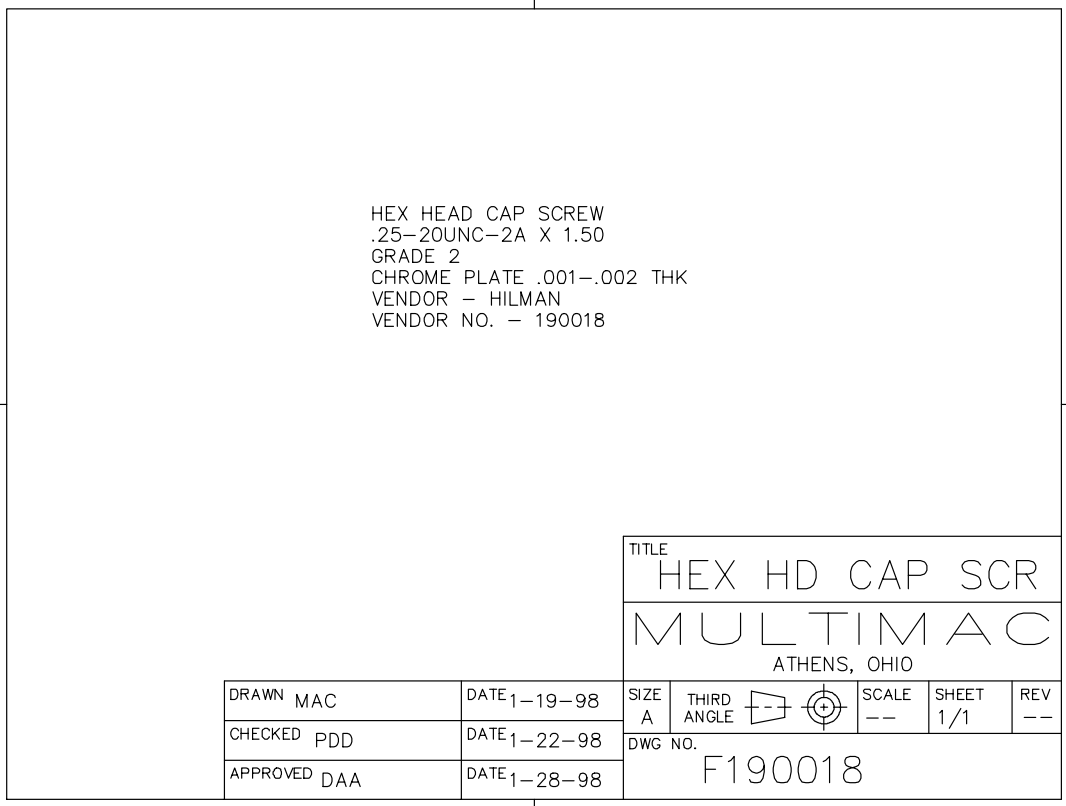 HEX HEAD CAP SCREW
.25-20UNC-2A X 1.50
GRADE 2
CHROME PLATE .001-.002 THK
VENDOR - HILMAN
VENDOR NO. - 190018
TITLE
HEX HD CAP SCR
MULTIMAC
ATHENS, OHIO
DRAWN MAC DATE 1-19-98
CHECKED PDD DATE 1-22-98
APPROVED DAA DATE 1-28-98
SIZE A
THIRD
ANGLE
SCALE --
SHEET 1/1
REV --
DWG NO.
F190018